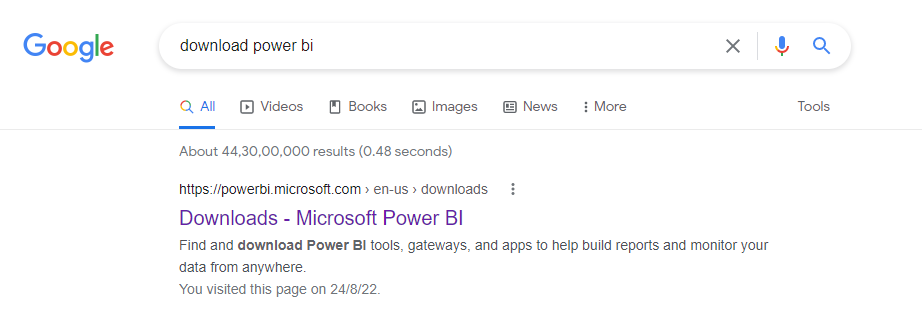 Google
download power bi
All Videos Books Images News More Tools
About 44,30,00,000 results (0.48 seconds)
https://powerbi.microsoft.com › en-us › downloads
Downloads - Microsoft Power BI
Find and download Power BI tools, gateways, and apps to help build reports and monitor your
data from anywhere.
You visited this page on 24/8/22.